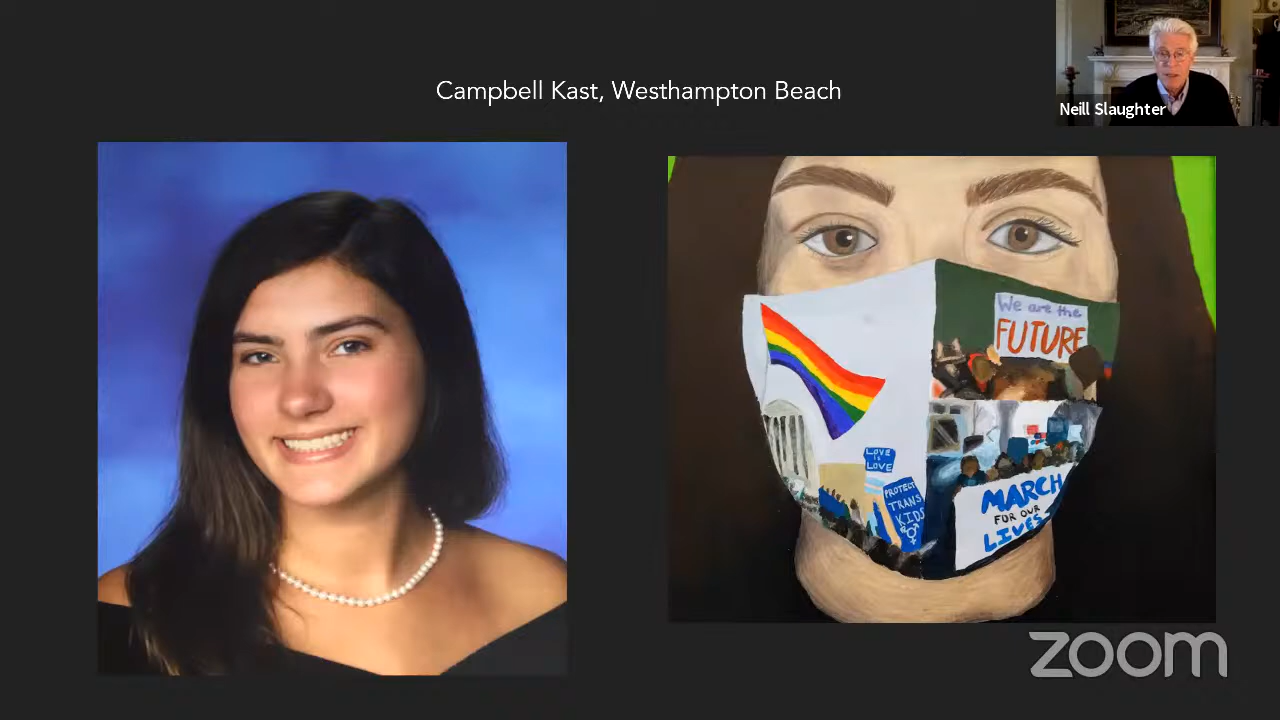 Campbell Kast, Westhampton Beach
Neill Slaughter
We are the
FUTURE
LOVE
IS
LOVE
PROTECT
TRANS
KIDS
MARCH
FOR OUR
LIVES
zoom